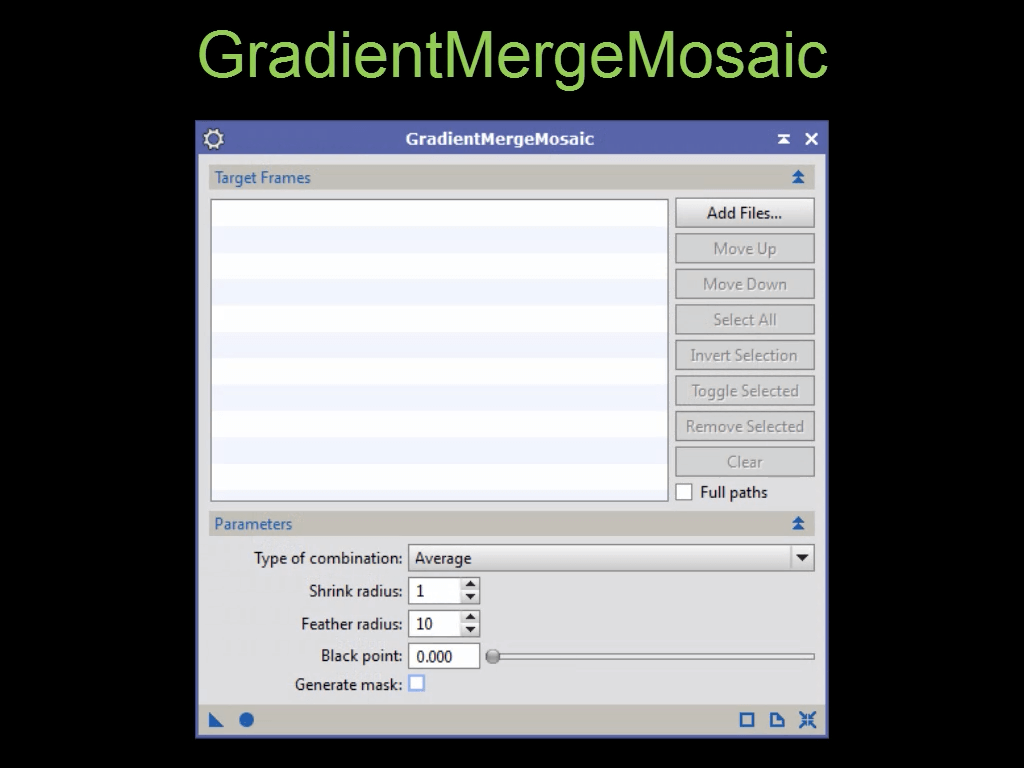 GradientMergeMosaic
GradientMergeMosaic
Target Frames
Add Files...
Move Up
Move Down
Select All
Invert Selection
Toggle Selected
Remove Selected
Clear
Full paths
Parameters
Type of combination: Average
Shrink radius: 1
Feather radius: 10
Black point: 0.000
Generate mask: